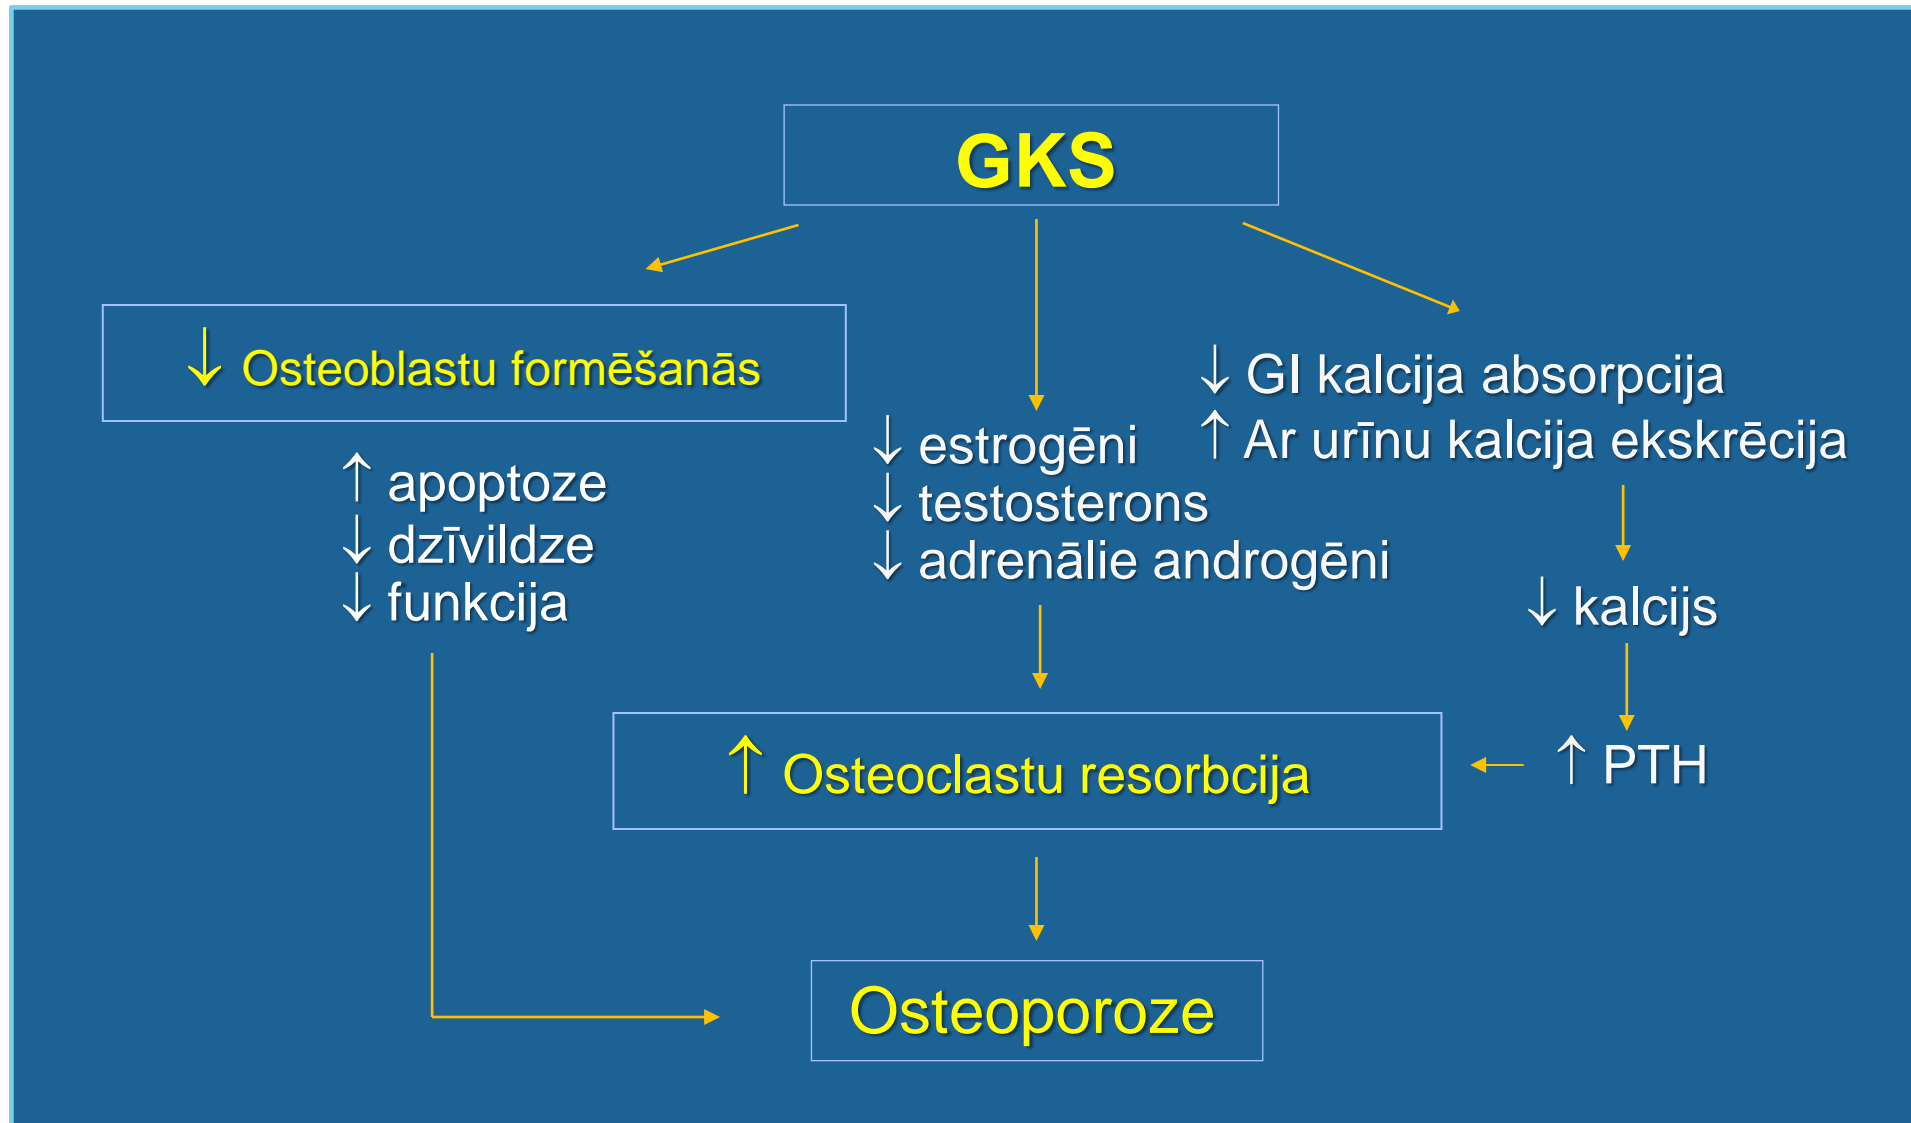 GKS
↓ Osteoblastu formēšanās
↑ apoptoze
↓ dzīvildze
↓ funkcija
↓ estrogēni
↓ testosterons
↓ adrenālie androgēni
↓ GI kalcija absorpcija
↑ Ar urīnu kalcija ekskrēcija
↓ kalcijs
↑ PTH
↑ Osteoclastu resorbcija
Osteoporoze